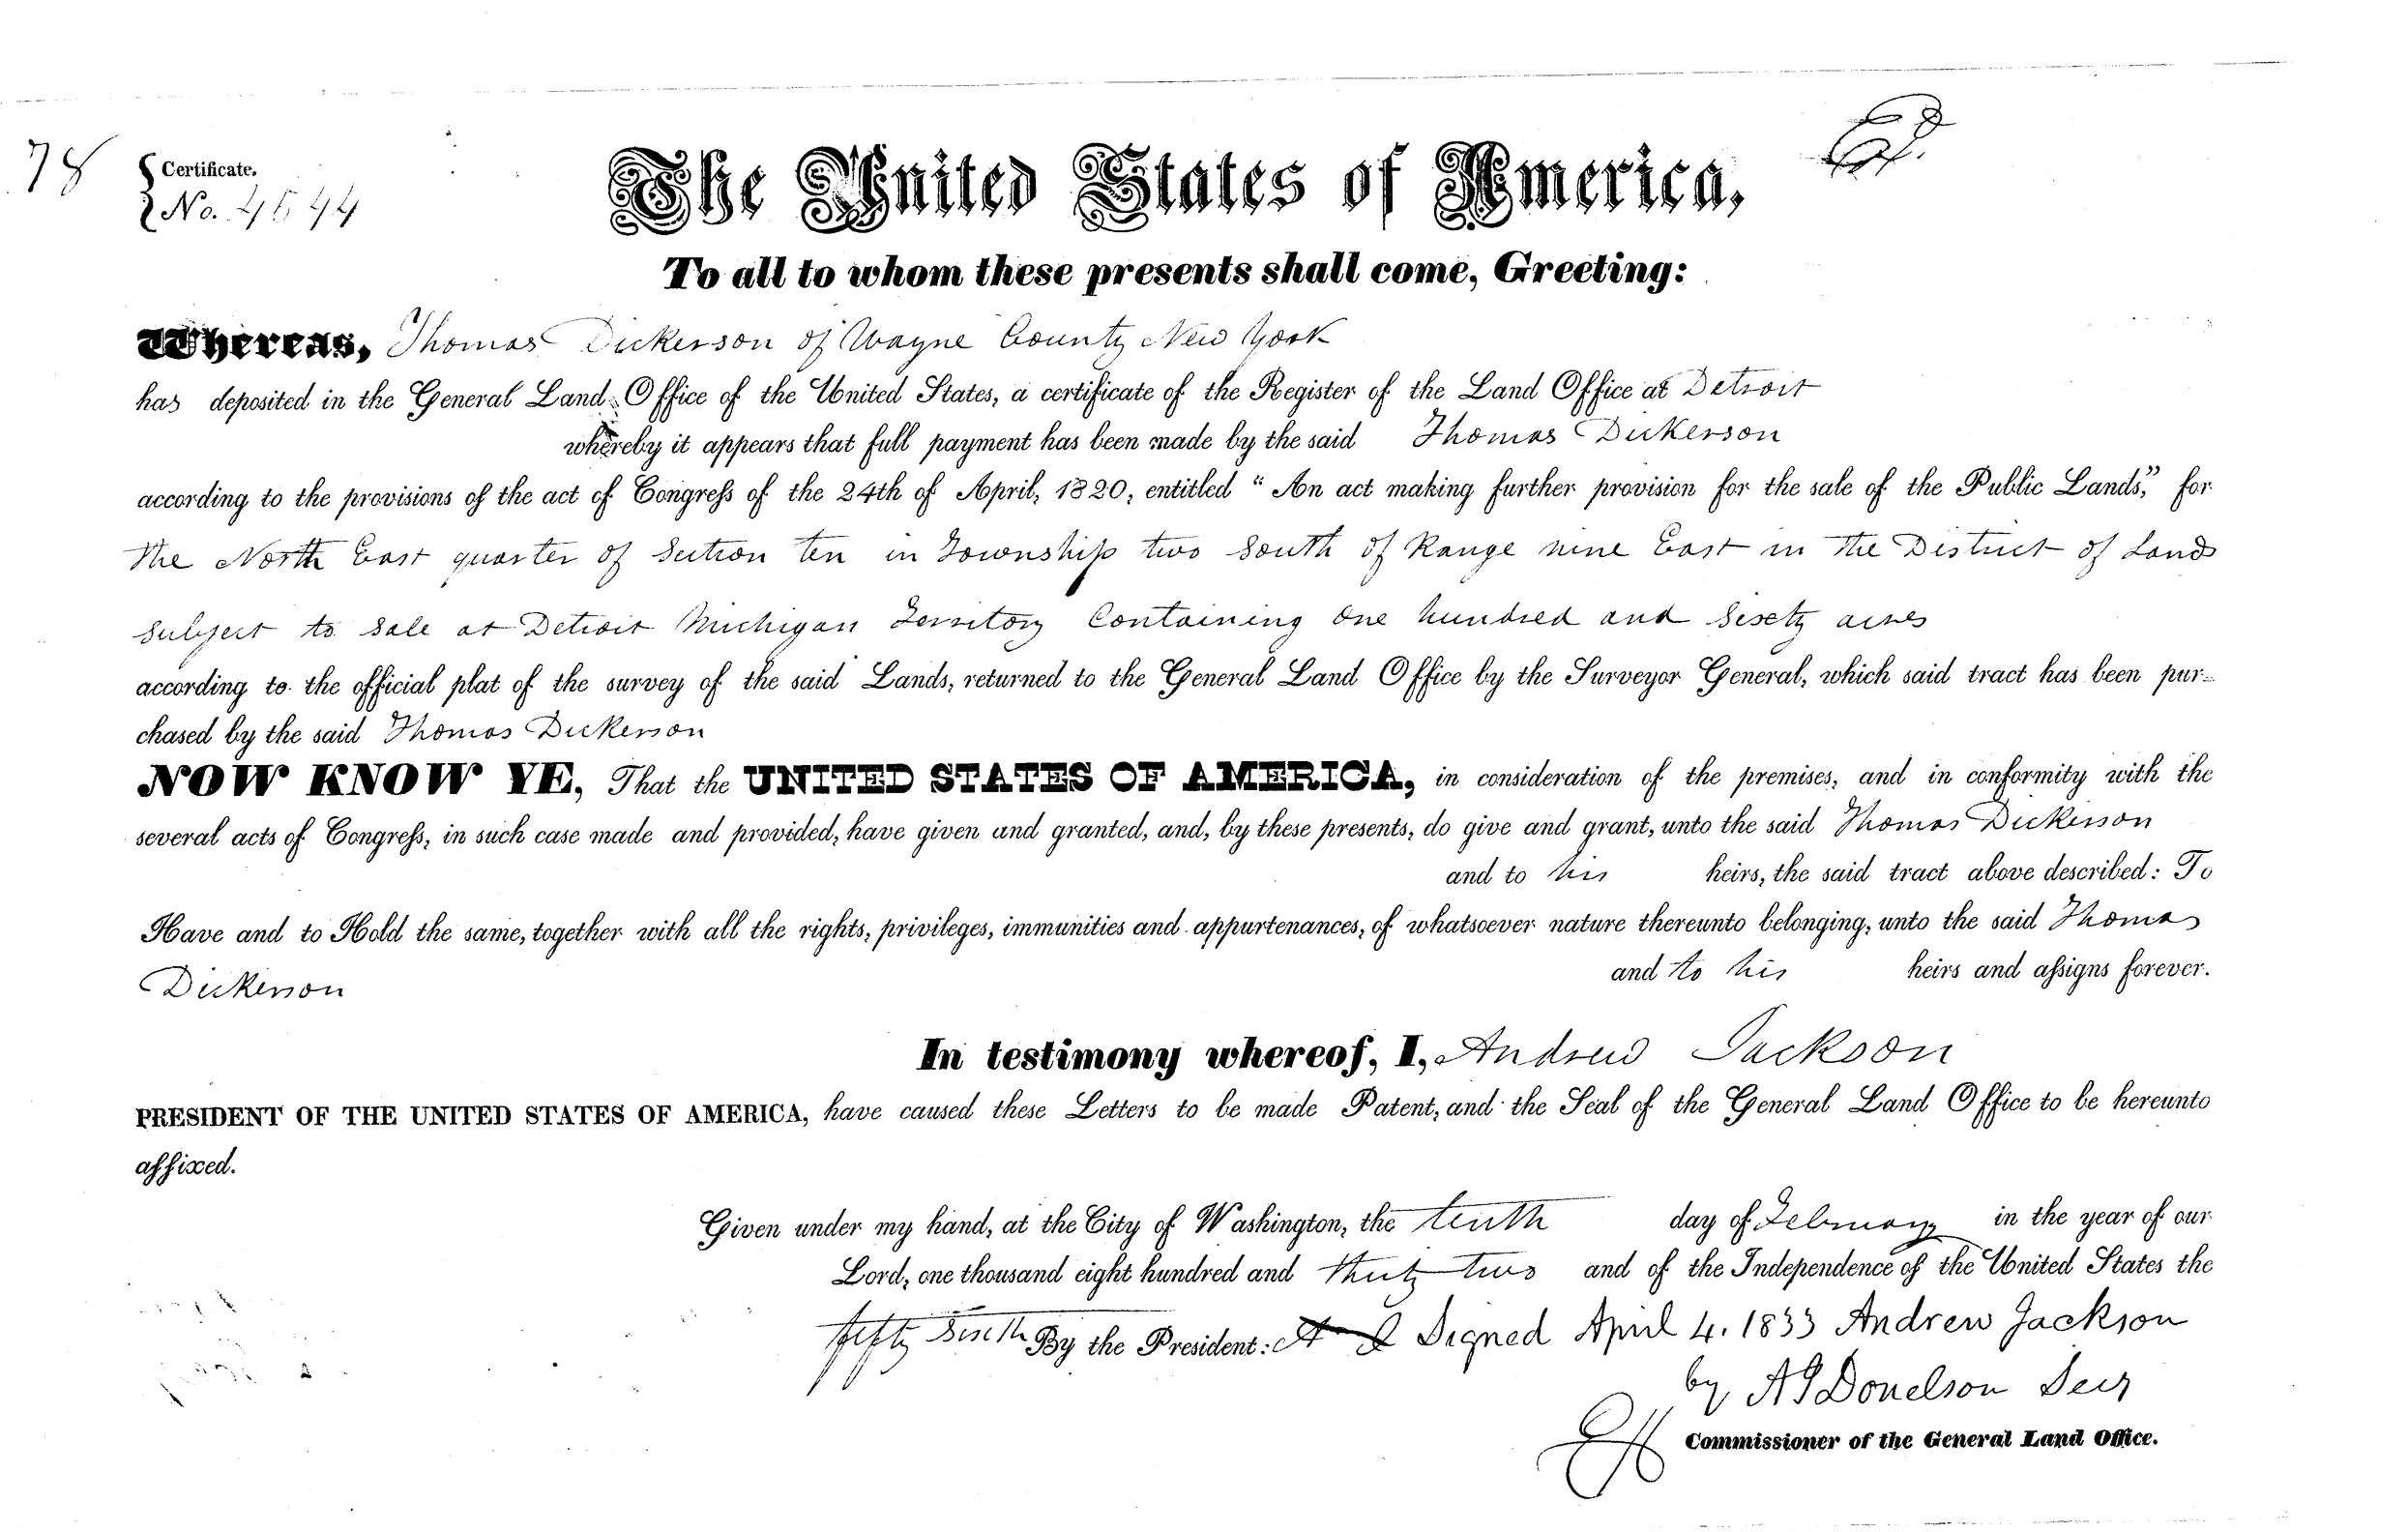 78
Certificate.
No. 4544
The United States of America,
To all to whom these presents shall come, Greeting:
Whereas, Thomas Dickerson of Wayne County New York
has deposited in the General Land Office of the United States, a certificate of the Register of the Land Office at Detroit
whereby it appears that full payment has been made by the said Thomas Dickerson
according to the provisions of the act of Congress of the 24th of April, 1820, entitled "An act making further provision for the sale of the Public Lands," for
the North East quarter of Section ten in Township two South of Range nine East in the District of Lands
subject to sale at Detroit Michigan Territory Containing one hundred and sixty acres
according to the official plat of the survey of the said Lands, returned to the General Land Office by the Surveyor General, which said tract has been pur-
chased by the said Thomas Dickerson
NOW KNOW YE, That the UNITED STATES OF AMERICA, in consideration of the premises, and in conformity with the
several acts of Congress, in such case made and provided, have given and granted, and, by these presents, do give and grant, unto the said Thomas Dickerson
and to his heirs, the said tract above described: To
Have and to Hold the same, together with all the rights, privileges, immunities and appurtenances, of whatsoever nature thereunto belonging, unto the said Thomas
Dickerson and to his heirs and assigns forever.
In testimony whereof, I, Andrew Jackson
PRESIDENT OF THE UNITED STATES OF AMERICA, have caused these Letters to be made Patent, and the Seal of the General Land Office to be hereunto
affixed.
Given under my hand, at the City of Washington, the tenth day of February in the year of our
Lord, one thousand eight hundred and thirty two and of the Independence of the United States the
fifty sixth By the President: Signed April 4. 1833 Andrew Jackson
by A J Donelson Secy
Commissioner of the General Land Office.